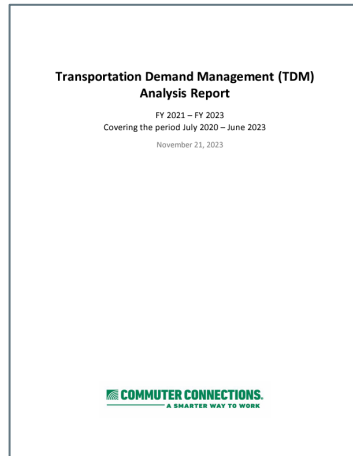 Transportation Demand Management (TDM)
Analysis Report
FY 2021 – FY 2023
Covering the period July 2020 – June 2023
November 21, 2023
COMMUTER CONNECTIONS.
A SMARTER WAY TO WORK